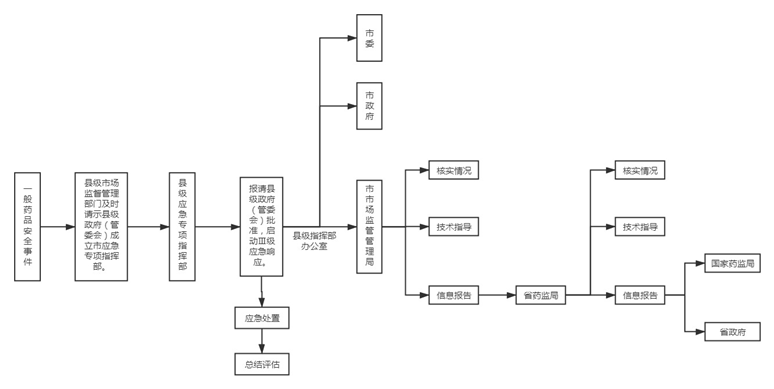 市委
市政府
一般药品安全事件
县级市场
监督管理
部门及时
请示县级
政府（管
委会）成
立市应急
专项指挥
部。
县级应急专项指挥部
报请县
级政府
（管委
会）批
准，启
动Ⅲ级
应急响
应。
县级指挥部
办公室
市市场监督管理局
核实情况
技术指导
信息报告
省药监局
核实情况
技术指导
信息报告
国家药监局
省政府
应急处置
总结评估